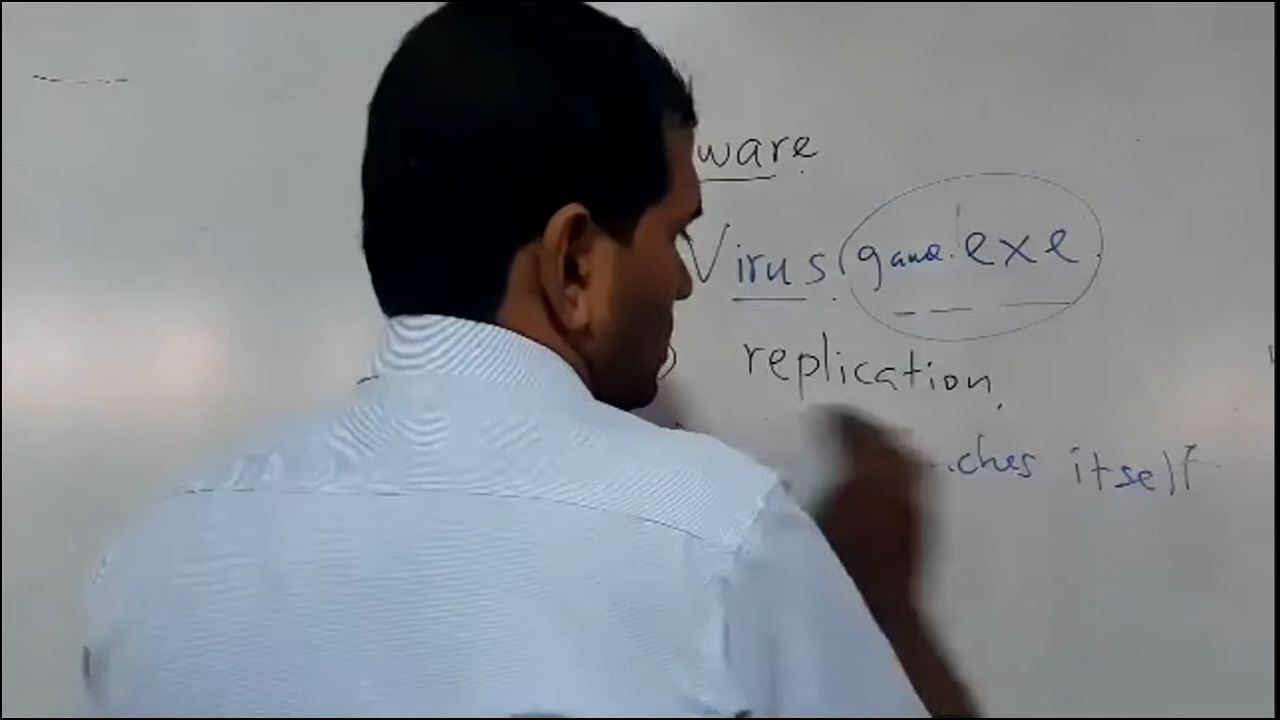 ware.
Virus. game.exe
replication,
ches itself